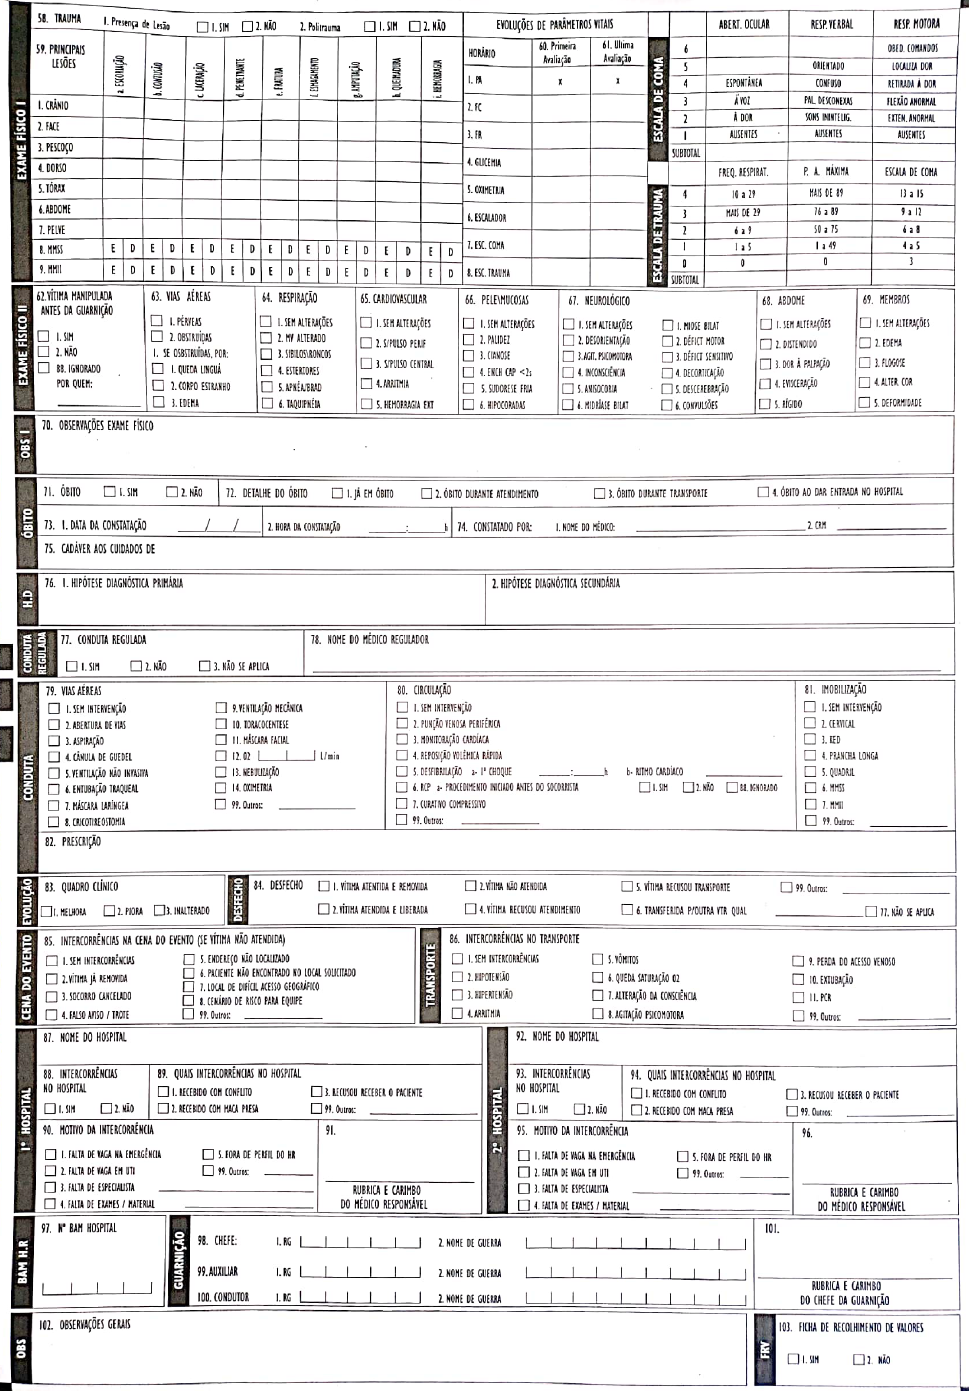 58. TRAUMA 1. Presença de Lesão 1. SIM 2. NÃO 2. Politrauma 1. SIM 2. NÃO
59. PRINCIPAIS LESÕES
a. ESCORIAÇÃO b. CONTUSÃO c. LACERAÇÃO d. PENETRANTE e. FRATURA f. ESMAGAMENTO g. AMPUTAÇÃO h. QUEIMADURA i. HEMORRAGIA
EXAME FÍSICO I
1. CRÂNIO
2. FACE
3. PESCOÇO
4. DORSO
5. TÓRAX
6. ABDOME
7. PELVE
8. MMSS E D E D E D E D E D E D E D E D E D
9. MMII E D E D E D E D E D E D E D E D E D
EVOLUÇÕES DE PARÂMETROS VITAIS
HORÁRIO 60. Primeira Avaliação 61. Ultima Avaliação
1. PA x x
2. FC
3. FR
4. GLICEMIA
5. OXIMETRIA
6. ESCALADOR
7. ESC. COMA
8. ESC. TRAUMA
ESCALA DE COMA
ABERT. OCULAR RESP. VERBAL RESP. MOTORA
6 OBED. COMANDOS
5 ORIENTADO LOCALIZA DOR
4 ESPONTÂNEA CONFUSO RETIRADA À DOR
3 À VOZ PAL. DESCONEXAS FLEXÃO ANORMAL
2 À DOR SONS ININTELIG. EXTEN. ANORMAL
1 AUSENTES AUSENTES AUSENTES
SUBTOTAL
ESCALA DE TRAUMA
FREQ. RESPIRAT. P. A. MÁXIMA ESCALA DE COMA
4 10 a 29 MAIS DE 89 13 a 15
3 MAIS DE 29 76 a 89 9 a 12
2 6 a 9 50 a 75 6 a 8
1 1 a 5 1 a 49 4 a 5
0 0 0 3
SUBTOTAL
EXAME FÍSICO II
62. VÍTIMA MANIPULADA ANTES DA GUARNIÇÃO
1. SIM
2. NÃO
88. IGNORADO
POR QUEM:
63. VIAS AÉREAS
1. PÉRVEAS
2. OBSTRUÍDAS
1. SE OSBSTRUÍDAS, POR:
1. QUEDA LINGUÁ
2. CORPO ESTRANHO
3. EDEMA
64. RESPIRAÇÃO
1. SEM ALTERAÇÕES
2. MV ALTERADO
3. SIBILOS\RONCOS
4. ESTERTORES
5. APNÉA/BRAD
6. TAQUIPNÉIA
65. CARDIOVASCULAR
1. SEM ALTERAÇÕES
2. S/PULSO PERIF
3. S/PULSO CENTRAL
4. ARRITMIA
5. HEMORRAGIA EXT
66. PELE\MUCOSAS
1. SEM ALTERAÇÕES
2. PALIDEZ
3. CIANOSE
4. ENCH CAP <2s
5. SUDORESE FRIA
6. HIPOCORADAS
67. NEUROLÓGICO
1. SEM ALTERAÇÕES
2. DESORIENTAÇÃO
3. AGIT. PSICOMOTORA
4. INCONSCIÊNCIA
5. ANISOCORIA
6. MIDRÍASE BILAT
1. MIOSE BILAT
2. DÉFICT MOTOR
3. DÉFICT SENSITIVO
4. DECORTICAÇÃO
5. DESCEREBRAÇÃO
6. CONVULSÕES
68. ABDOME
1. SEM ALTERAÇÕES
2. DISTENDIDO
3. DOR À PALPAÇÃO
4. EVISCERAÇÃO
5. RÍGIDO
69. MEMBROS
1. SEM ALTERAÇÕES
2. EDEMA
3. FLOGOSE
4. ALTER. COR
5. DEFORMIDADE
OBS I
70. OBSERVAÇÕES EXAME FÍSICO
ÓBITO
71. ÓBITO 1. SIM 2. NÃO 72. DETALHE DO ÓBITO 1. JÁ EM ÓBITO 2. ÓBITO DURANTE ATENDIMENTO 3. ÓBITO DURANTE TRANSPORTE 4. ÓBITO AO DAR ENTRADA NO HOSPITAL
73. 1. DATA DA CONSTATAÇÃO / / 2. HORA DA CONSTATAÇÃO : h 74. CONSTATADO POR: 1. NOME DO MÉDICO: 2. CRM
75. CADÁVER AOS CUIDADOS DE
H.D
76. 1. HIPÓTESE DIAGNÓSTICA PRIMÁRIA 2. HIPÓTESE DIAGNÓSTICA SECUNDÁRIA
CONDUTA REGULADA
77. CONDUTA REGULADA 78. NOME DO MÉDICO REGULADOR
1. SIM 2. NÃO 3. NÃO SE APLICA
CONDUTA
79. VIAS AÉREAS
1. SEM INTERVENÇÃO
2. ABERTURA DE VIAS
3. ASPIRAÇÃO
4. CÂNULA DE GUEDEL
5. VENTILAÇÃO NÃO INVASIVA
6. ENTUBAÇÃO TRAQUEAL
7. MÁSCARA LARÍNGEA
8. CRICOTIREOSTOMIA
9. VENTILAÇÃO MECÂNICA
10. TORACOCENTESE
11. MÁSCARA FACIAL
12. O2 L/min
13. NEBULIZAÇÃO
14. OXIMETRIA
99. Outros:
80. CIRCULAÇÃO
1. SEM INTERVENÇÃO
2. PUNÇÃO VENOSA PERIFÉRICA
3. MONITORAÇÃO CARDÍACA
4. REPOSIÇÃO VOLÊMICA RÁPIDA
5. DESFIBRILAÇÃO a- 1º CHOQUE : h b- RITMO CARDÍACO
6. RCP a- PROCEDIMENTO INICIADO ANTES DO SOCORRISTA 1. SIM 2. NÃO 88. IGNORADO
7. CURATIVO COMPRESSIVO
99. Outros:
81. IMOBILIZAÇÃO
1. SEM INTERVENÇÃO
2. CERVICAL
3. KED
4. PRANCHA LONGA
5. QUADRIL
6. MMSS
7. MMII
99. Outros:
82. PRESCRIÇÃO
EVOLUÇÃO
83. QUADRO CLÍNICO
1. MELHORA 2. PIORA 3. INALTERADO
DESFECHO
84. DESFECHO 1. VÍTIMA ATENTIDA E REMOVIDA 2. VÍTIMA NÃO ATENDIDA 5. VÍTIMA RECUSOU TRANSPORTE 99. Outros:
2. VÍTIMA ATENDIDA E LIBERADA 4. VÍTIMA RECUSOU ATENDIMENTO 6. TRANSFERIDA P/OUTRA VTR QUAL 77. NÃO SE APLICA
CENA DO EVENTO
85. INTERCORRÊNCIAS NA CENA DO EVENTO (SE VÍTIMA NÃO ATENDIDA)
1. SEM INTERCORRÊNCIAS
2. VÍTIMA JÁ REMOVIDA
3. SOCORRO CANCELADO
4. FALSO AVISO / TROTE
5. ENDEREÇO NÃO LOCALIZADO
6. PACIENTE NÃO ENCONTRADO NO LOCAL SOLICITADO
7. LOCAL DE DIFÍCIL ACESSO GEOGRÁFICO
8. CENÁRIO DE RISCO PARA EQUIPE
99. Outros:
TRANSPORTE
86. INTERCORRÊNCIAS NO TRANSPORTE
1. SEM INTERCORRÊNCIAS
2. HIPOTENSÃO
3. HIPERTENSÃO
4. ARRITMIA
5. VÔMITOS
6. QUEDA SATURAÇÃO O2
7. ALTERAÇÃO DA CONSCIÊNCIA
8. AGITAÇÃO PSICOMOTORA
9. PERDA DO ACESSO VENOSO
10. EXTUBAÇÃO
11. PCR
99. Outros:
1º HOSPITAL
87. NOME DO HOSPITAL
88. INTERCORRÊNCIAS NO HOSPITAL
1. SIM 2. NÃO
89. QUAIS INTERCORRÊNCIAS NO HOSPITAL
1. RECEBIDO COM CONFLITO 3. RECUSOU RECEBER O PACIENTE
2. RECEBIDO COM MACA PRESA 99. Outros:
90. MOTIVO DA INTERCORRÊNCIA
1. FALTA DE VAGA NA EMERGÊNCIA 5. FORA DE PERFIL DO HR
2. FALTA DE VAGA EM UTI 99. Outros:
3. FALTA DE ESPECIALISTA
4. FALTA DE EXAMES / MATERIAL
91.
RUBRICA E CARIMBO
DO MÉDICO RESPONSÁVEL
2º HOSPITAL
92. NOME DO HOSPITAL
93. INTERCORRÊNCIAS NO HOSPITAL
1. SIM 2. NÃO
94. QUAIS INTERCORRÊNCIAS NO HOSPITAL
1. RECEBIDO COM CONFLITO 3. RECUSOU RECEBER O PACIENTE
2. RECEBIDO COM MACA PRESA 99. Outros:
95. MOTIVO DA INTERCORRÊNCIA
1. FALTA DE VAGA NA EMERGÊNCIA 5. FORA DE PERFIL DO HR
2. FALTA DE VAGA EM UTI 99. Outros:
3. FALTA DE ESPECIALISTA
4. FALTA DE EXAMES / MATERIAL
96.
RUBRICA E CARIMBO
DO MÉDICO RESPONSÁVEL
BAM H.R
97. Nº BAM HOSPITAL
GUARNIÇÃO
98. CHEFE: 1. RG 2. NOME DE GUERRA
99. AUXILIAR 1. RG 2. NOME DE GUERRA
100. CONDUTOR 1. RG 2. NOME DE GUERRA
101.
RUBRICA E CARIMBO
DO CHEFE DA GUARNIÇÃO
OBS
102. OBSERVAÇÕES GERAIS
FRV
103. FICHA DE RECOLHIMENTO DE VALORES
1. SIM 2. NÃO